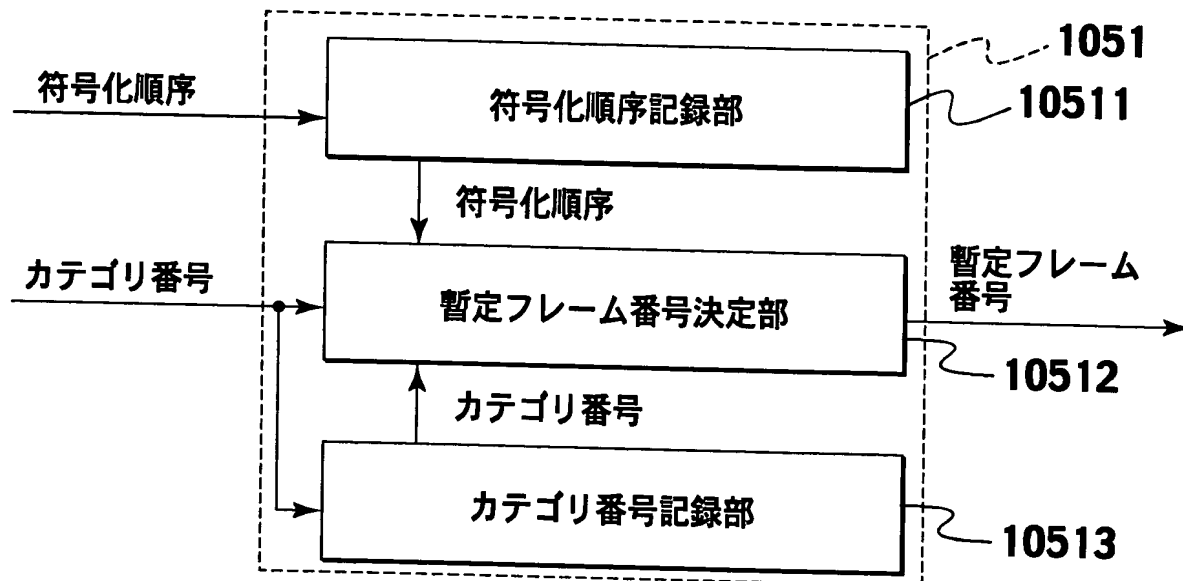 1051
符号化順序
符号化順序記録部
10511
符号化順序
カテゴリ番号
暫定フレーム番号決定部
暫定フレーム
番号
10512
カテゴリ番号
カテゴリ番号記録部
10513